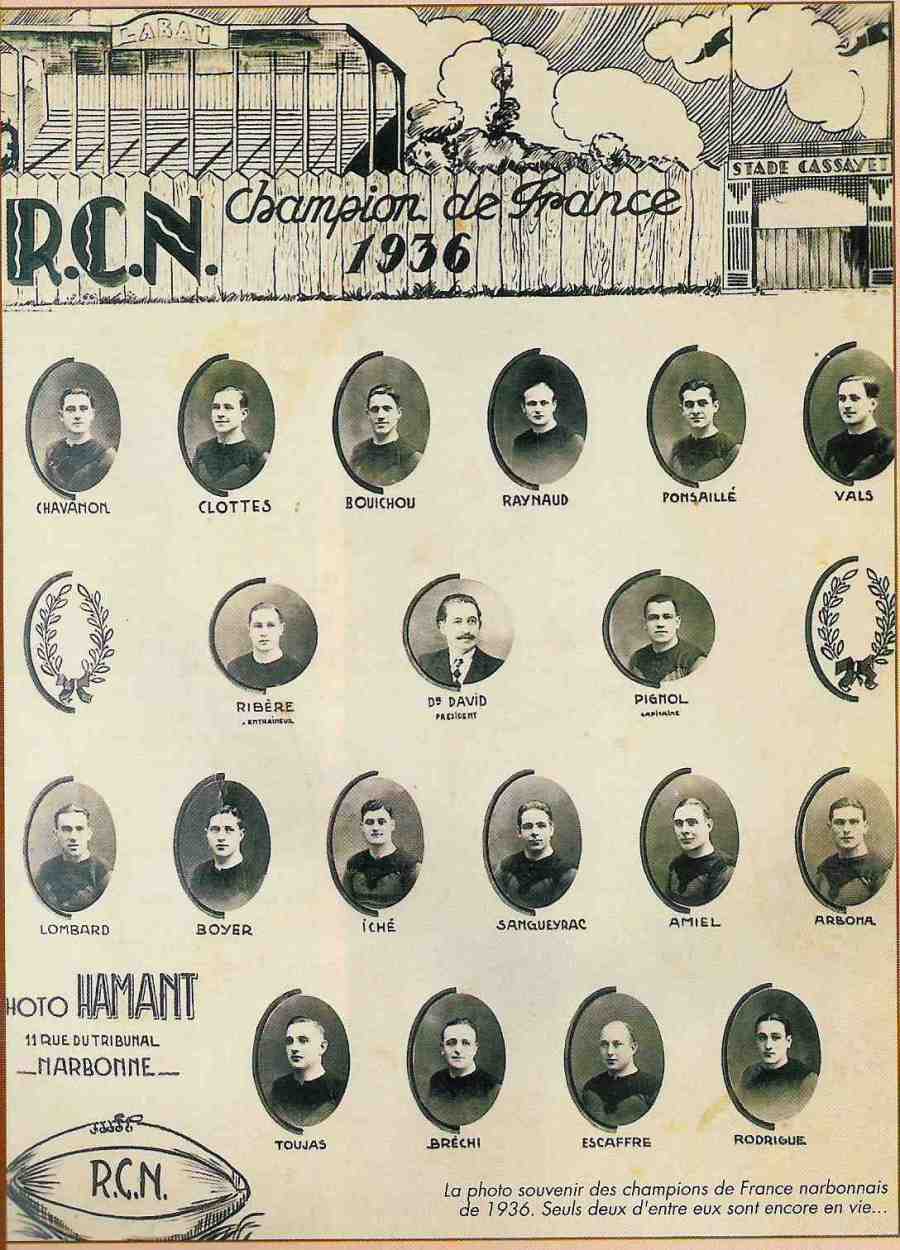 LABAU
STADE CASSAYET
R.C.N. Champion de France
1936
CHAVANON CLOTTES BOUICHOU RAYNAUD PONSAILLÉ VALS
RIBÈRE Dr DAVID PIGNOL
ENTRAINEUR PRÉSIDENT CAPITAINE
LOMBARD BOYER ICHÉ SANGUEYRAC AMIEL ARBONA
HOTO HAMANT
11 RUE DU TRIBUNAL
NARBONNE
TOUJAS BRÉCHI ESCAFFRE RODRIGUE
R.C.N.
La photo souvenir des champions de France narbonnais
de 1936. Seuls deux d'entre eux sont encore en vie...